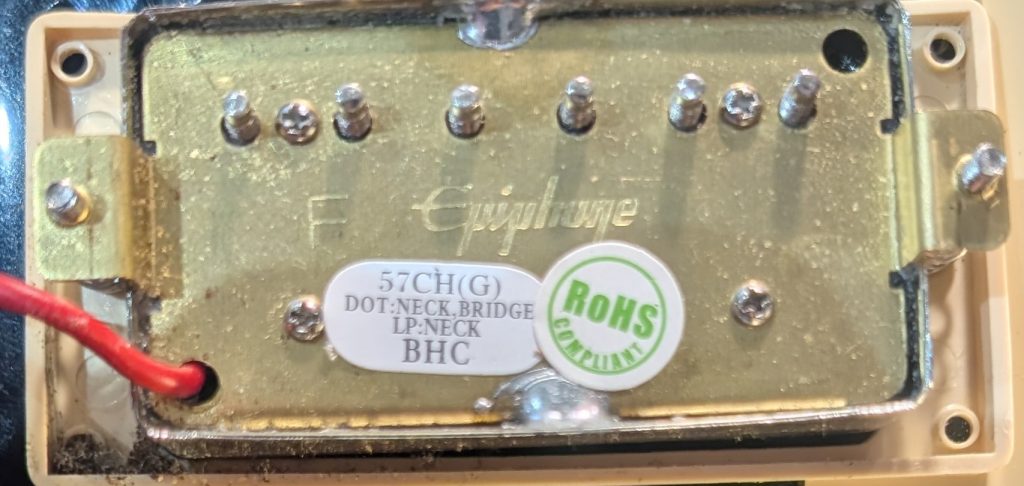 F
Epiphone
57CH(G)
DOT:NECK,BRIDGE
LP:NECK
BHC
RoHS
COMPLIANT